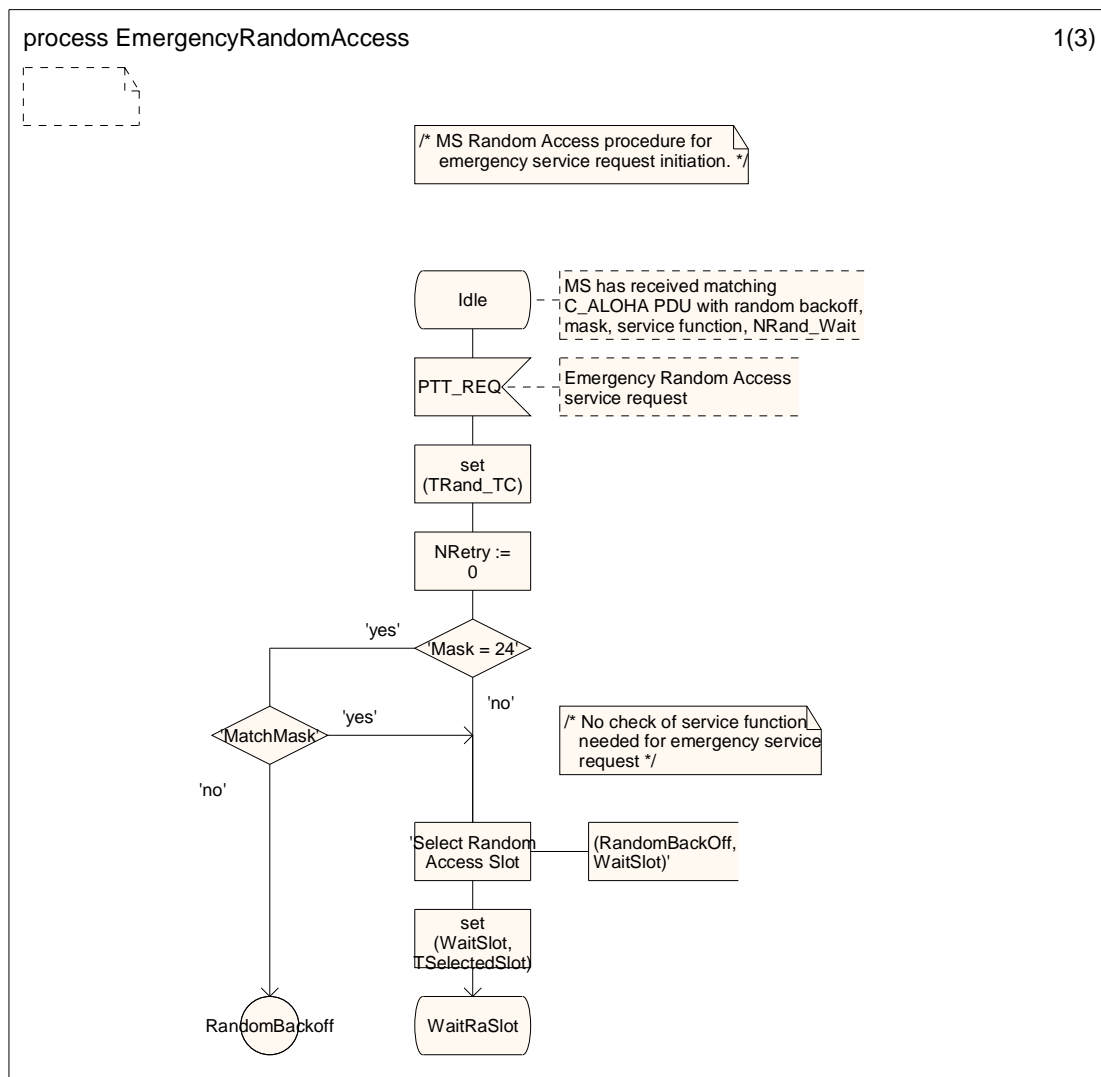 process EmergencyRandomAccess
1(3)
/* MS Random Access procedure for
emergency service request initiation. */
Idle
MS has received matching
C_ALOHA PDU with random backoff,
mask, service function, NRand_Wait
PTT_REQ
Emergency Random Access
service request
set
(TRand_TC)
NRetry :=
0
'yes'
'Mask = 24'
'no'
'MatchMask'
'yes'
/* No check of service function
needed for emergency service
request */
'no'
'Select Random
Access Slot
(RandomBackOff,
WaitSlot)'
set
(WaitSlot,
TSelectedSlot)
RandomBackoff
WaitRaSlot